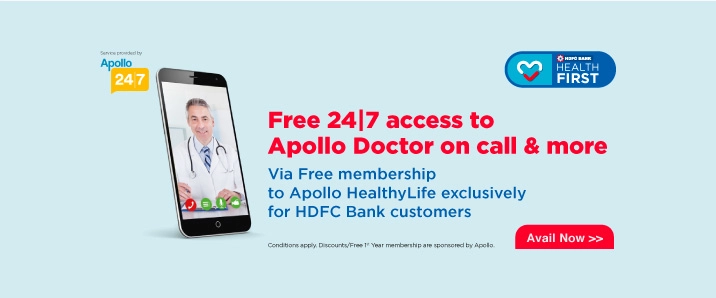 Service provided by
Apollo
24|7
HDFC BANK
HEALTH
FIRST
Free 24|7 access to
Apollo Doctor on call & more
Via Free membership
to Apollo HealthyLife exclusively
for HDFC Bank customers
Avail Now >>
Conditions apply. Discounts/Free 1st Year membership are sponsored by Apollo.